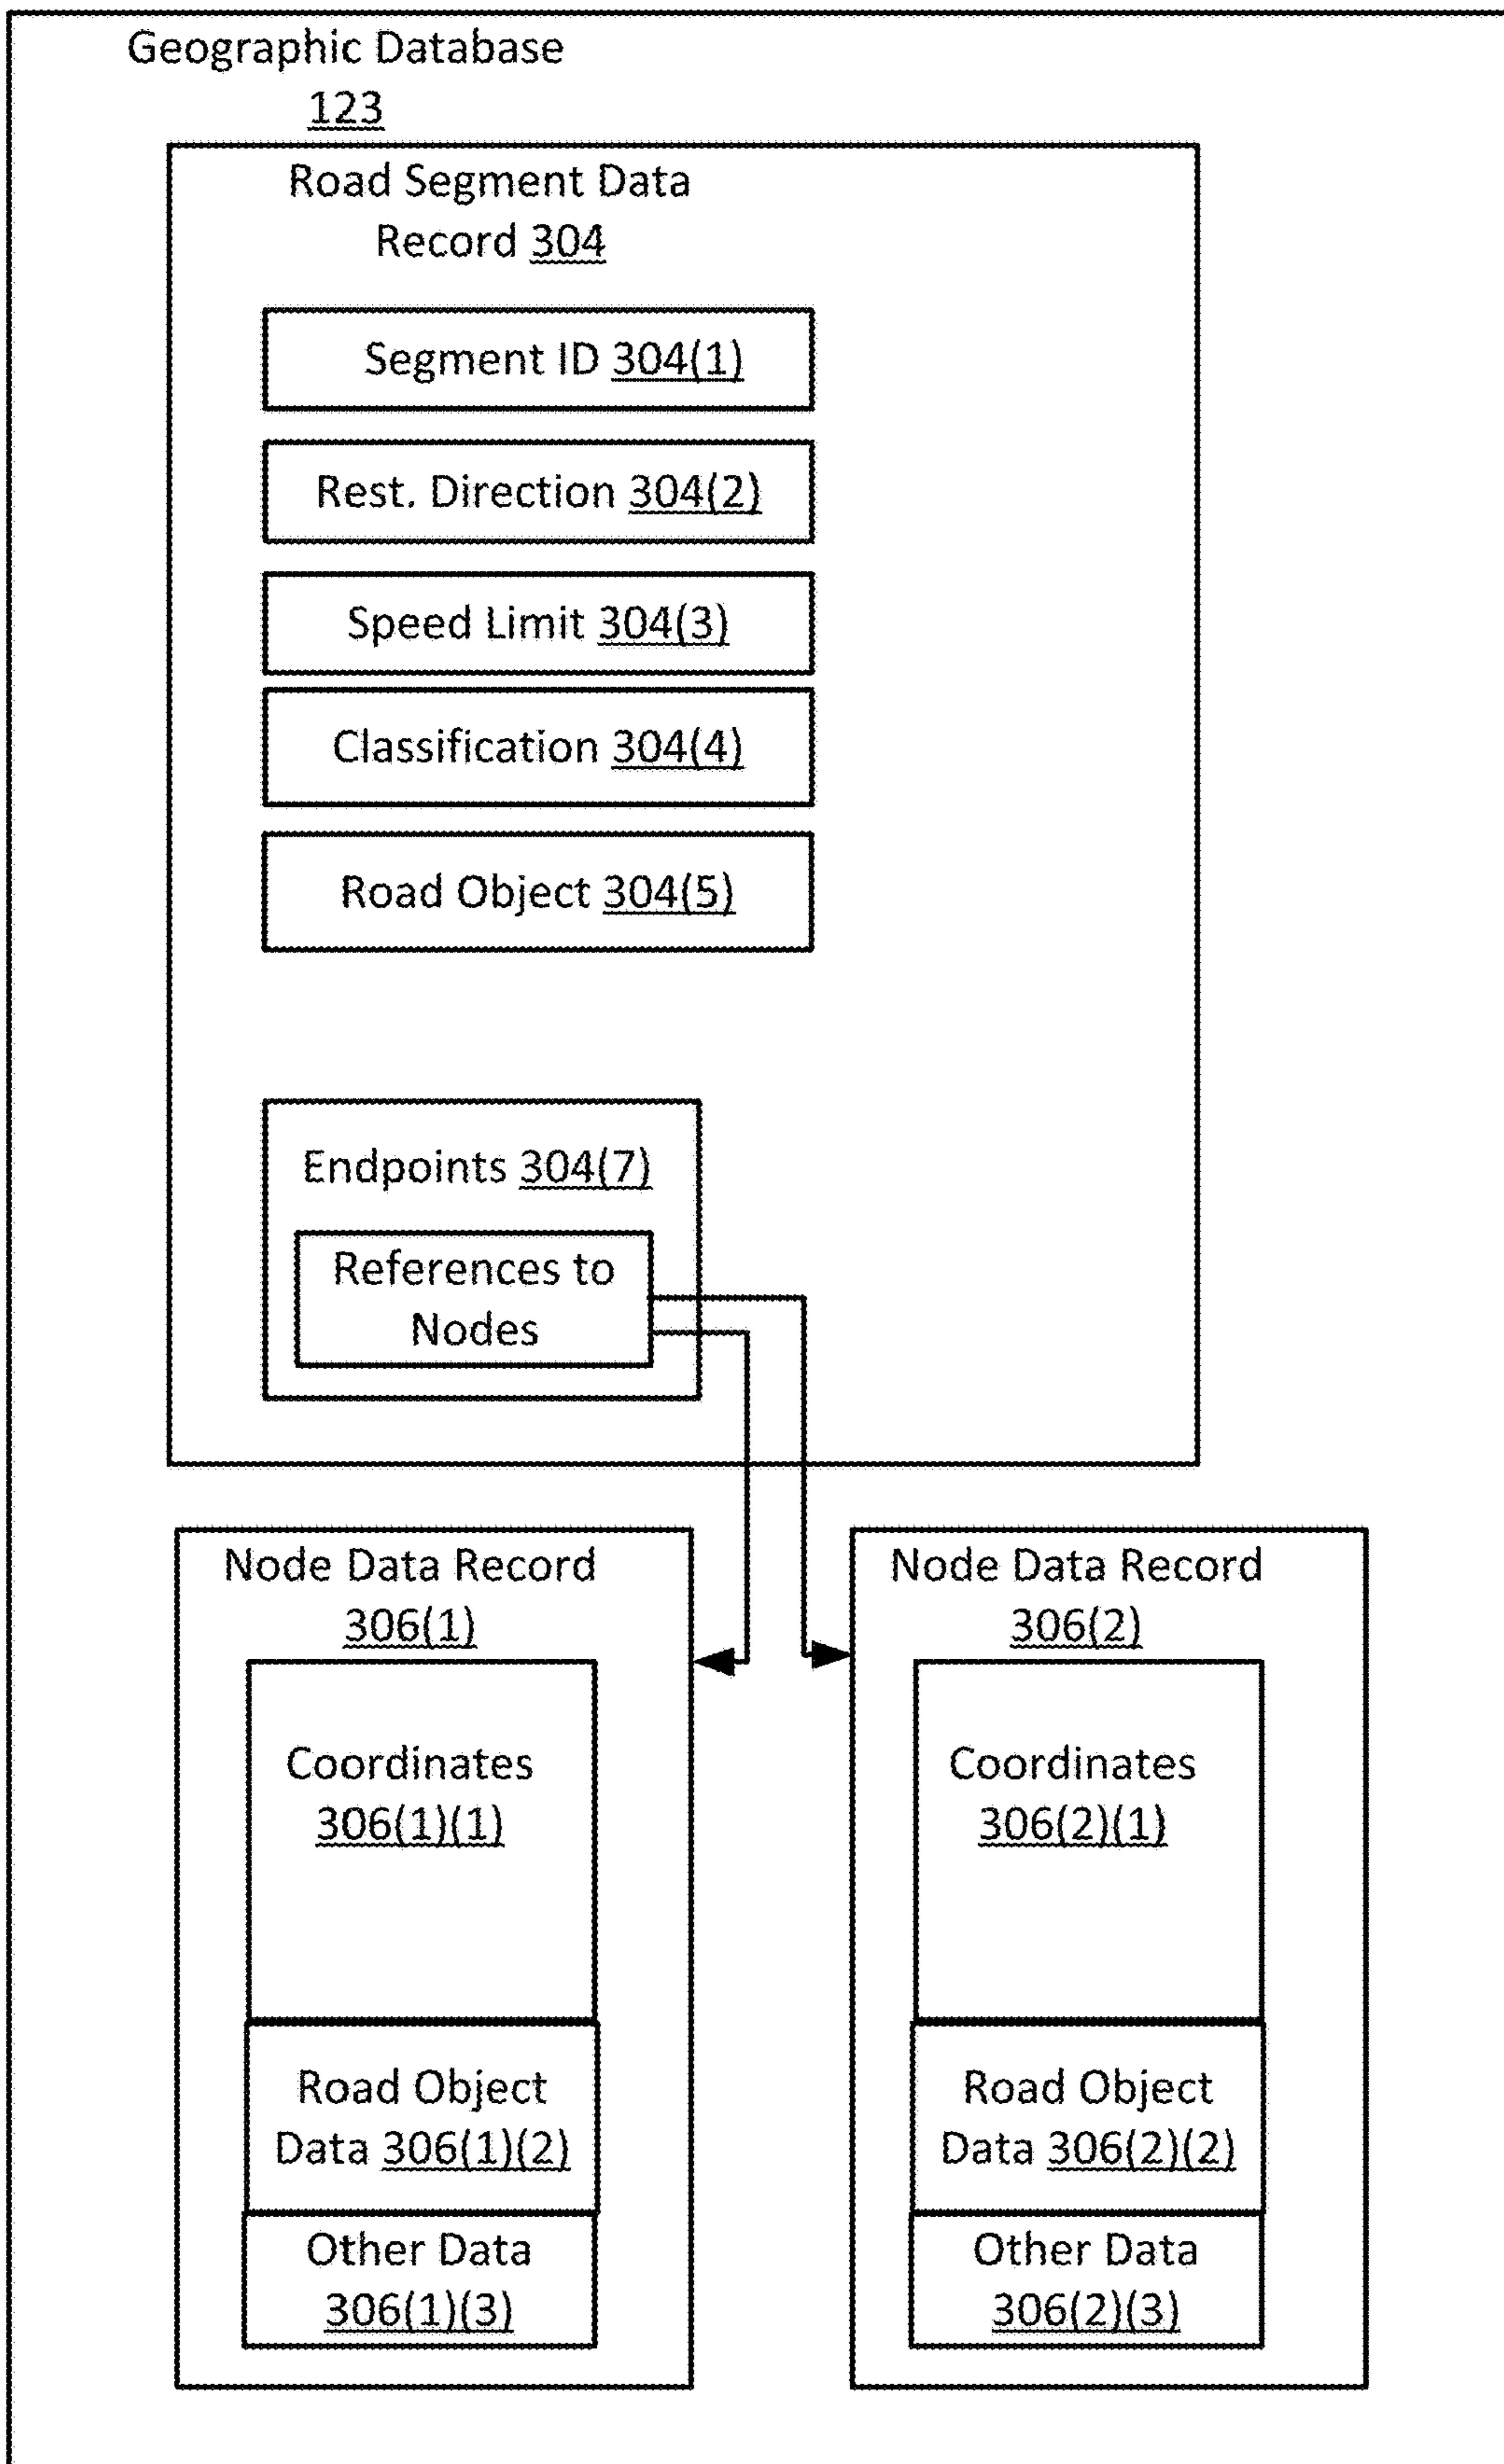 Geographic Database
123
Road Segment Data
Record 304
Segment ID 304(1)
Rest. Direction 304(2)
Speed Limit 304(3)
Classification 304(4)
Road Object 304(5)
Endpoints 304(7)
References to
Nodes
Node Data Record
306(1)
Coordinates
306(1)(1)
Road Object
Data 306(1)(2)
Other Data
306(1)(3)
Node Data Record
306(2)
Coordinates
306(2)(1)
Road Object
Data 306(2)(2)
Other Data
306(2)(3)